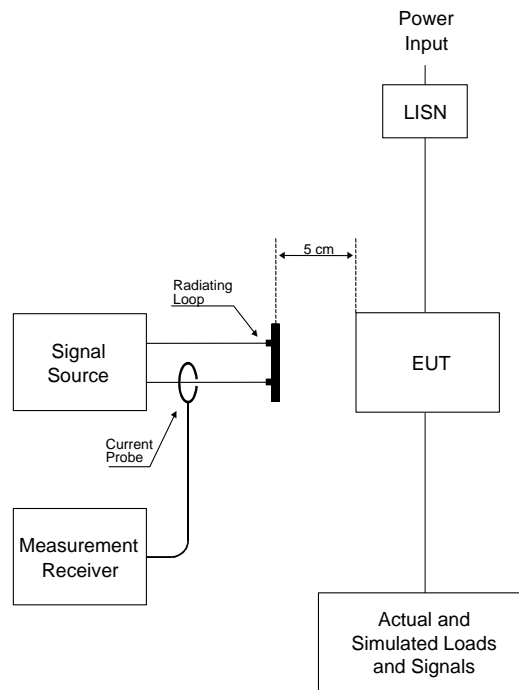 Power
Input
LISN
5 cm
Radiating
Loop
Signal
Source
EUT
Current
Probe
Measurement
Receiver
Actual and
Simulated Loads
and Signals